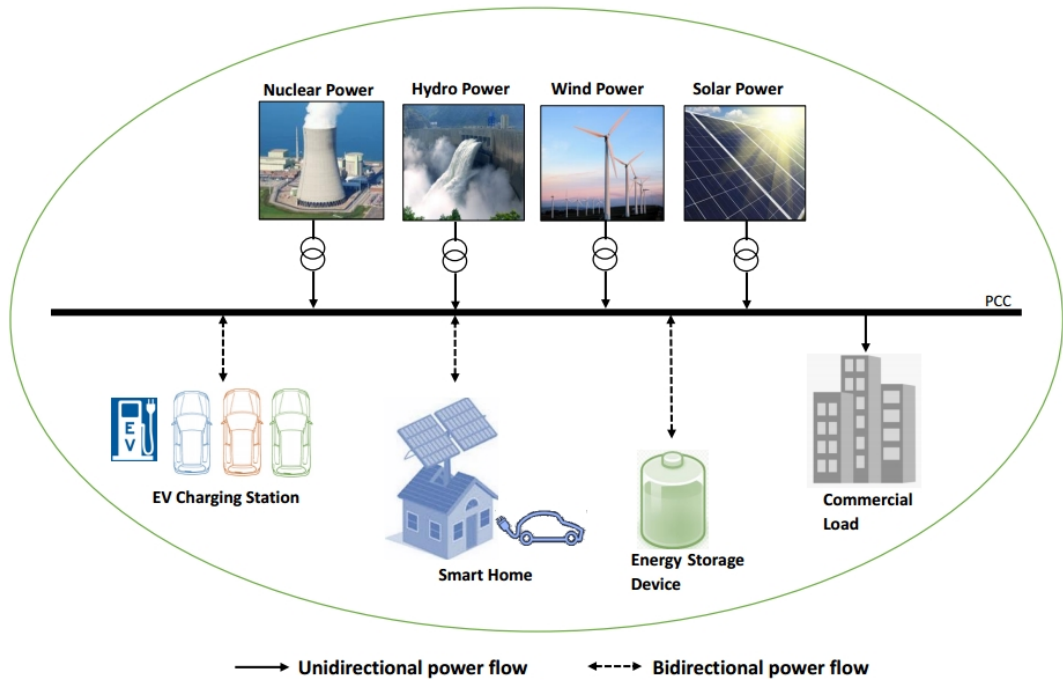 Nuclear Power
Hydro Power
Wind Power
Solar Power
PCC
EV
EV Charging Station
Smart Home
Energy Storage
Device
Commercial
Load
Unidirectional power flow
Bidirectional power flow